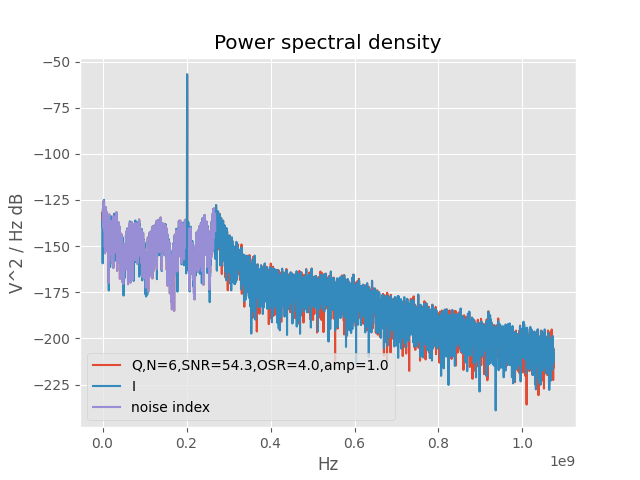 Power spectral density
−50
−75
−100
−125
−150
−175
−200
−225
V^2 / Hz dB
Q,N=6,SNR=54.3,OSR=4.0,amp=1.0
I
noise index
0.0 0.2 0.4 0.6 0.8 1.0
1e9
Hz